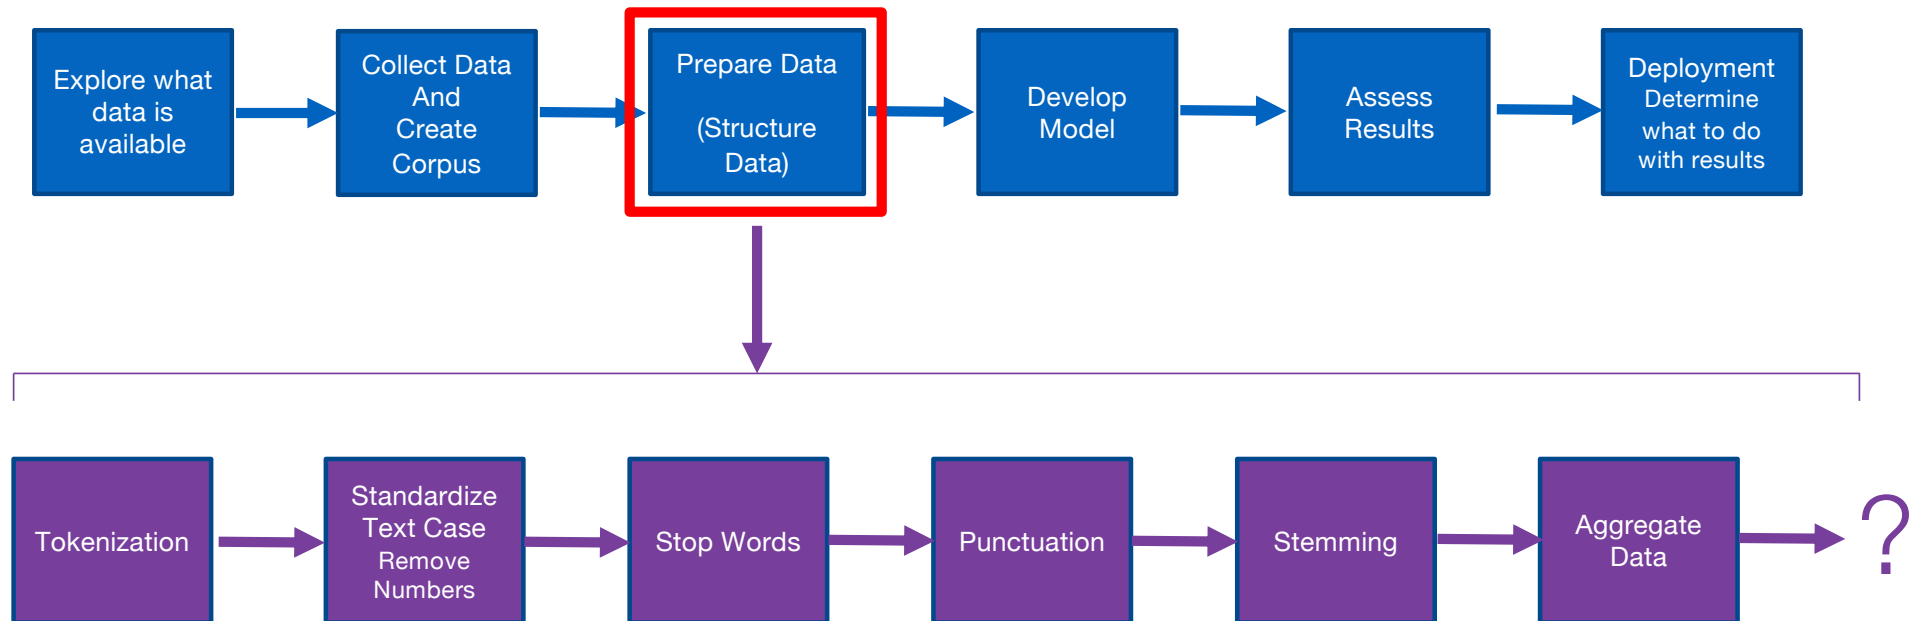 Explore what
data is
available
Collect Data
And
Create
Corpus
Prepare Data
(Structure
Data)
Develop
Model
Assess
Results
Deployment
Determine
what to do
with results
Tokenization
Standardize
Text Case
Remove
Numbers
Stop Words
Punctuation
Stemming
Aggregate
Data
?